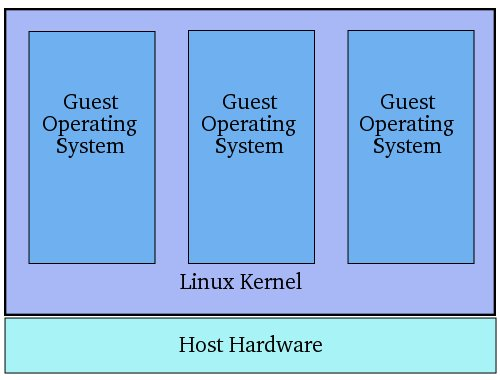 Guest
Operating
System
Guest
Operating
System
Guest
Operating
System
Linux Kernel
Host Hardware